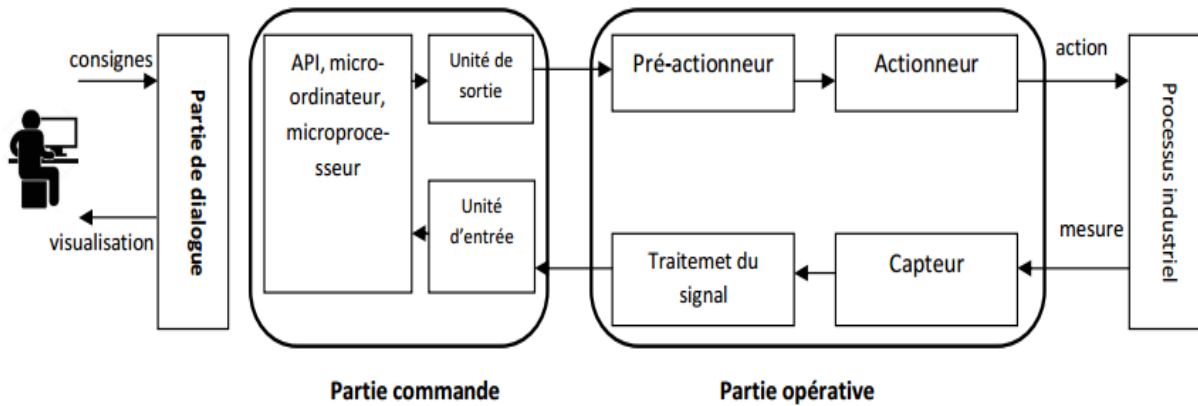 consignes
visualisation
Partie de dialogue
API, micro-
ordinateur,
microproce-
sseur
Unité de
sortie
Unité
d'entrée
Pré-actionneur
Actionneur
Traitemet du
signal
Capteur
action
mesure
Processus industriel
Partie commande
Partie opérative